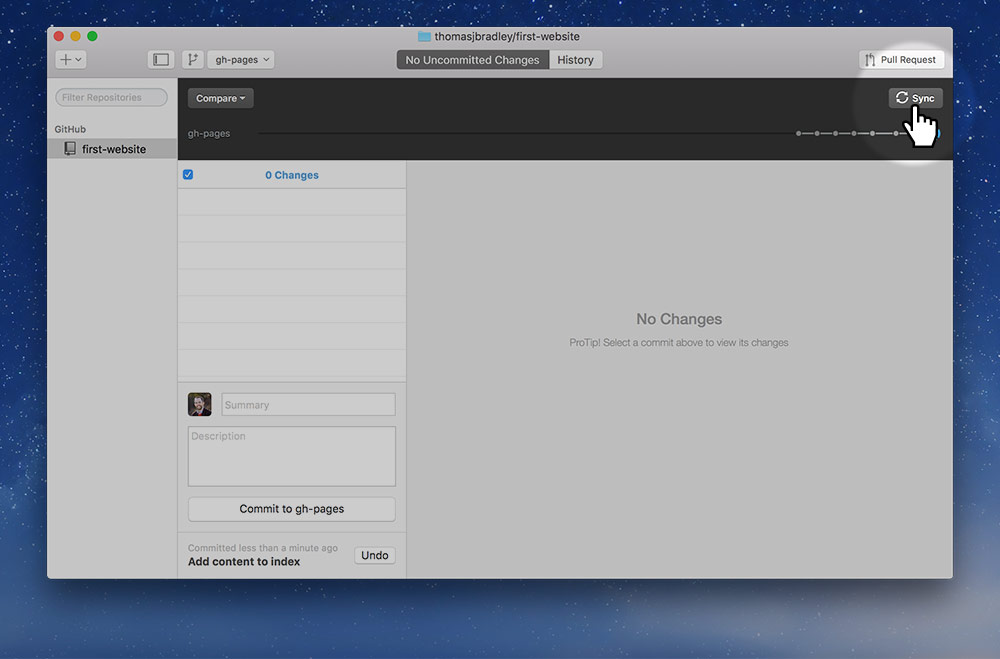 thomasjbradley/first-website
gh-pages
No Uncommitted Changes
History
Pull Request
Filter Repositories
Compare
Sync
GitHub
gh-pages
first-website
0 Changes
No Changes
ProTip! Select a commit above to view its changes
Summary
Description
Commit to gh-pages
Committed less than a minute ago
Add content to index
Undo